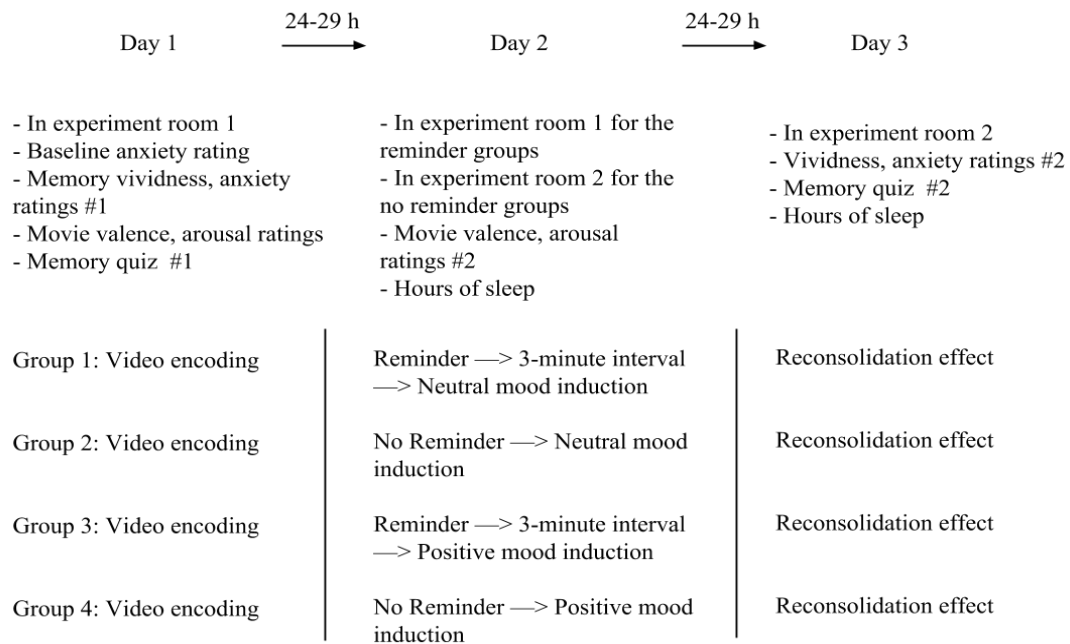 24-29 h
24-29 h
Day 1
Day 2
Day 3
- In experiment room 1
- Baseline anxiety rating
- Memory vividness, anxiety
ratings #1
- Movie valence, arousal ratings
- Memory quiz #1
- In experiment room 1 for the
reminder groups
- In experiment room 2 for the
no reminder groups
- Movie valence, arousal
ratings #2
- Hours of sleep
- In experiment room 2
- Vividness, anxiety ratings #2
- Memory quiz #2
- Hours of sleep
Group 1: Video encoding
Reminder —> 3-minute interval
—> Neutral mood induction
Reconsolidation effect
Group 2: Video encoding
No Reminder —> Neutral mood
induction
Reconsolidation effect
Group 3: Video encoding
Reminder —> 3-minute interval
—> Positive mood induction
Reconsolidation effect
Group 4: Video encoding
No Reminder —> Positive mood
induction
Reconsolidation effect